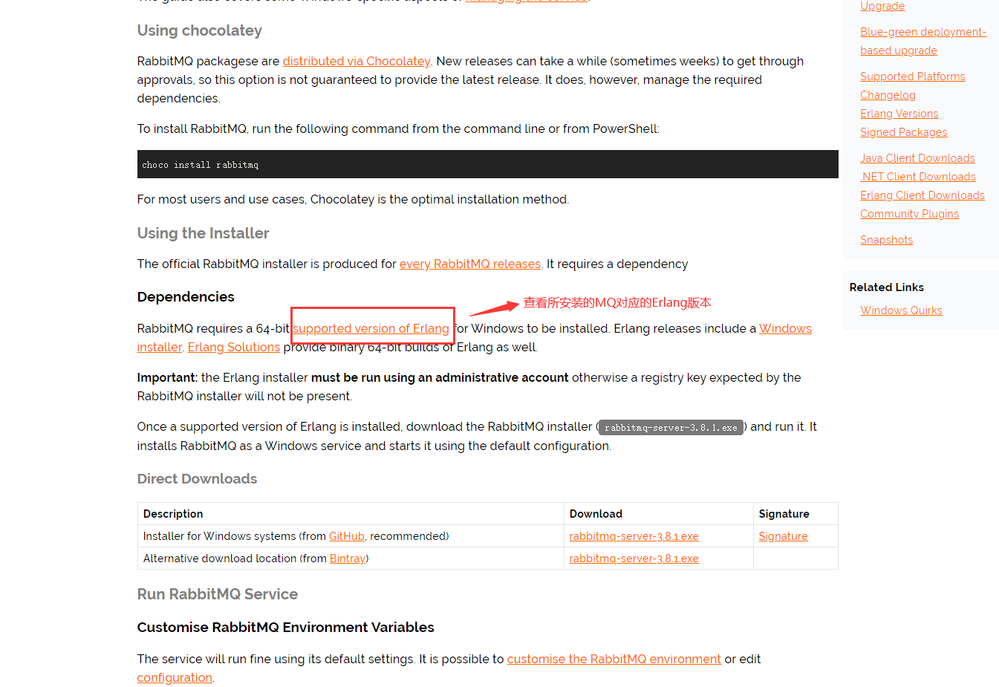 Using chocolatey
RabbitMQ packagese are distributed via Chocolatey. New releases can take a while (sometimes weeks) to get through
approvals, so this option is not guaranteed to provide the latest release. It does, however, manage the required
dependencies.
To install RabbitMQ, run the following command from the command line or from PowerShell:
choco install rabbitmq
For most users and use cases, Chocolatey is the optimal installation method.
Using the Installer
The official RabbitMQ installer is produced for every RabbitMQ releases. It requires a dependency
Dependencies
查看所安装的MQ对应的Erlang版本
RabbitMQ requires a 64-bit supported version of Erlang for Windows to be installed. Erlang releases include a Windows
installer. Erlang Solutions provide binary 64-bit builds of Erlang as well.
Important: the Erlang installer must be run using an administrative account otherwise a registry key expected by the
RabbitMQ installer will not be present.
Once a supported version of Erlang is installed, download the RabbitMQ installer (rabbitmq-server-3.8.1.exe) and run it. It
installs RabbitMQ as a Windows service and starts it using the default configuration.
Direct Downloads
Description Download Signature
Installer for Windows systems (from GitHub, recommended) rabbitmq-server-3.8.1.exe Signature
Alternative download location (from Bintray) rabbitmq-server-3.8.1.exe
Run RabbitMQ Service
Customise RabbitMQ Environment Variables
The service will run fine using its default settings. It is possible to customise the RabbitMQ environment or edit
configuration.
Upgrade
Blue-green deployment-
based upgrade
Supported Platforms
Changelog
Erlang Versions
Signed Packages
Java Client Downloads
.NET Client Downloads
Erlang Client Downloads
Community Plugins
Snapshots
Related Links
Windows Quirks